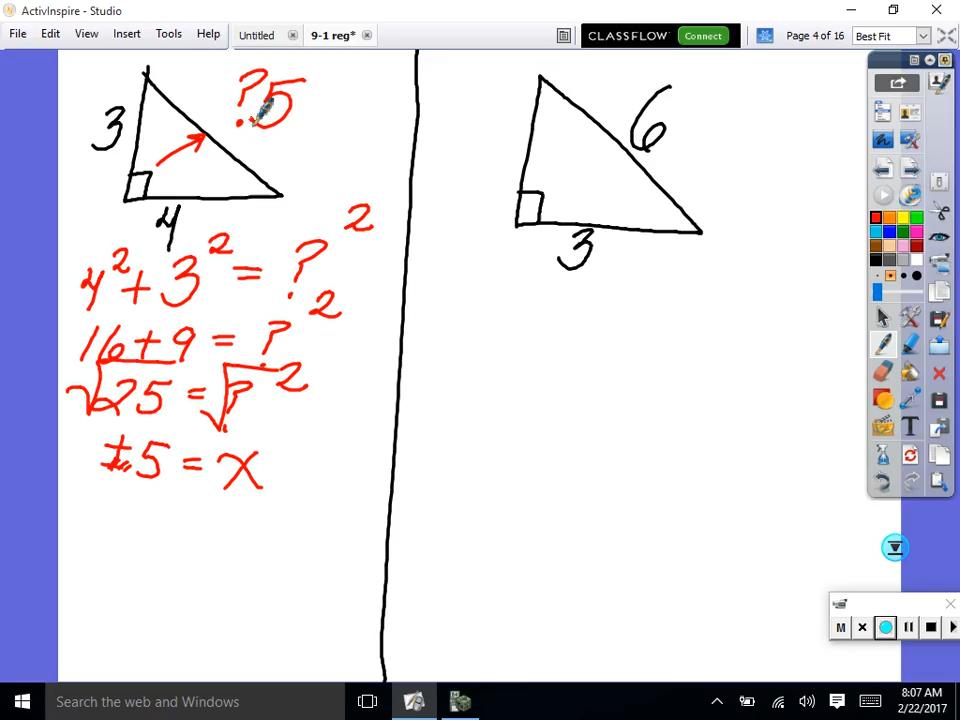 ActivInspire - Studio
File Edit View Insert Tools Help Untitled 9-1 reg* CLASSFLOW Connect Page 4 of 16 Best Fit
?5
3
4
4² + 3² = ?²
16 + 9 = ?²
√25 = √?²
±5 = x
6
3
M
Search the web and Windows
8:07 AM
2/22/2017